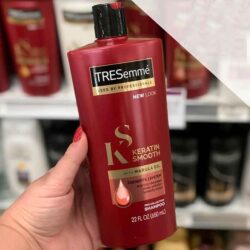 TRESemmé
USED BY PROFESSIONALS
NEW LOOK
KS
KERATIN
SMOOTH
WITH MARULA OIL
SHAMPOO
22 FL OZ (650 mL)